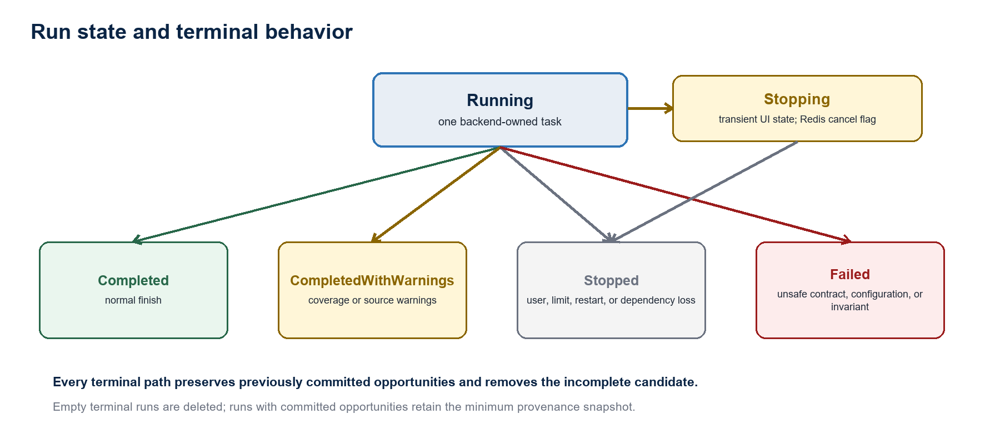 Run state and terminal behavior
Running
one backend-owned task
Stopping
transient UI state; Redis cancel flag
Completed
normal finish
CompletedWithWarnings
coverage or source warnings
Stopped
user, limit, restart, or dependency loss
Failed
unsafe contract, configuration, or
invariant
Every terminal path preserves previously committed opportunities and removes the incomplete candidate.
Empty terminal runs are deleted; runs with committed opportunities retain the minimum provenance snapshot.